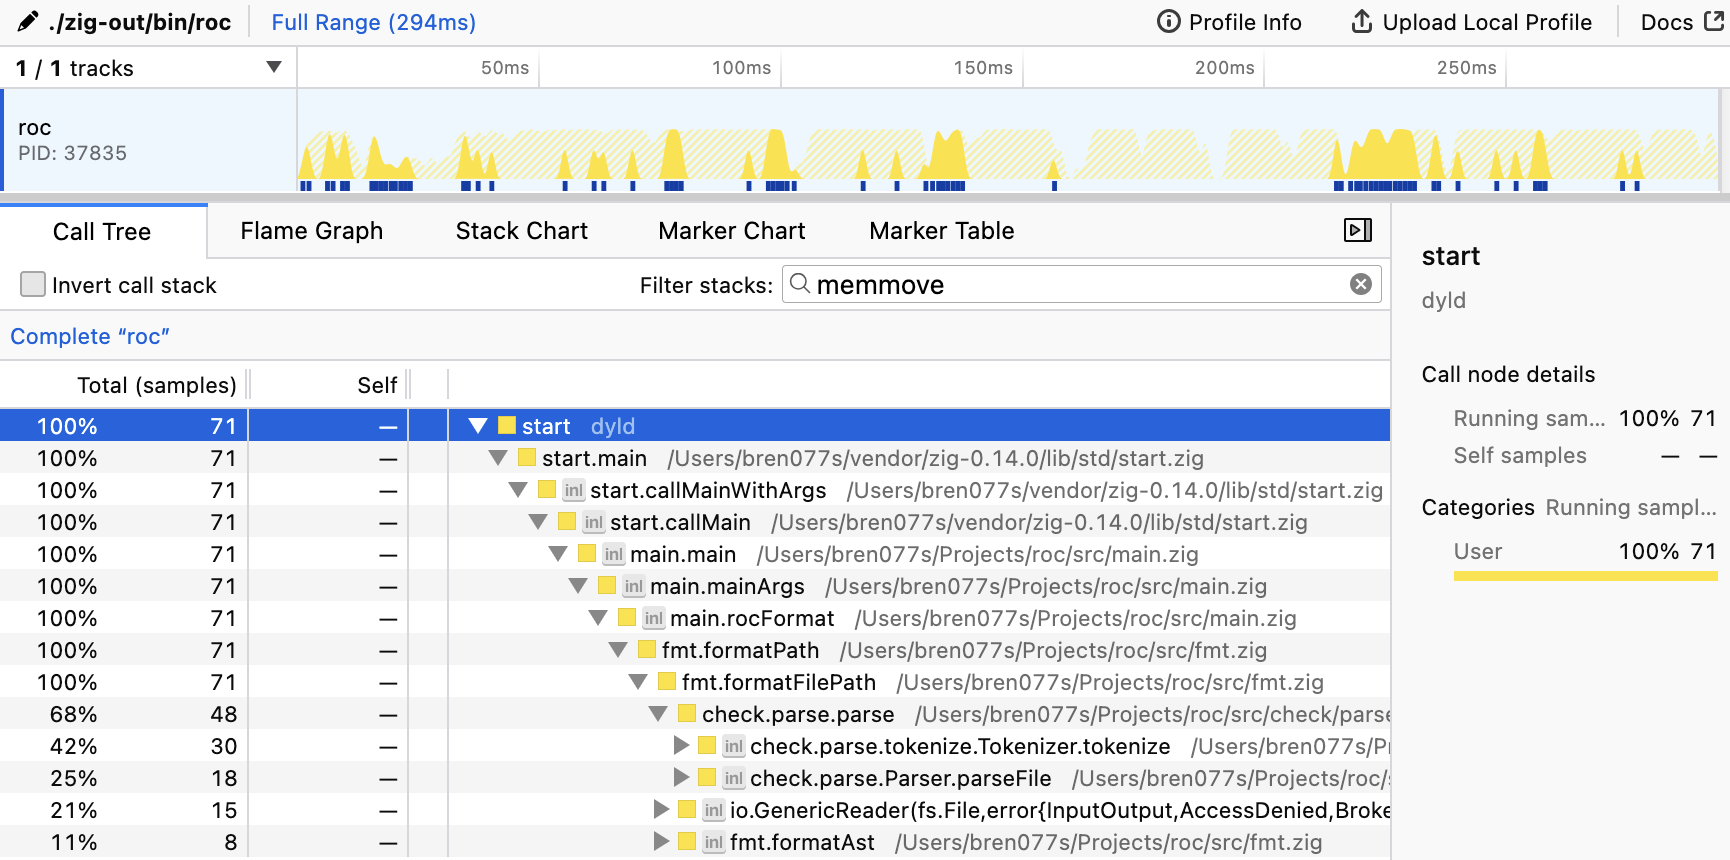 ./zig-out/bin/roc Full Range (294ms) Profile Info Upload Local Profile Docs
1 / 1 tracks 50ms 100ms 150ms 200ms 250ms
roc
PID: 37835
Call Tree Flame Graph Stack Chart Marker Chart Marker Table
Invert call stack Filter stacks: memmove
Complete “roc”
Total (samples) Self
100% 71 — start dyld
100% 71 — start.main /Users/bren077s/vendor/zig-0.14.0/lib/std/start.zig
100% 71 — inl start.callMainWithArgs /Users/bren077s/vendor/zig-0.14.0/lib/std/start.zig
100% 71 — inl start.callMain /Users/bren077s/vendor/zig-0.14.0/lib/std/start.zig
100% 71 — inl main.main /Users/bren077s/Projects/roc/src/main.zig
100% 71 — inl main.mainArgs /Users/bren077s/Projects/roc/src/main.zig
100% 71 — inl main.rocFormat /Users/bren077s/Projects/roc/src/main.zig
100% 71 — fmt.formatPath /Users/bren077s/Projects/roc/src/fmt.zig
100% 71 — fmt.formatFilePath /Users/bren077s/Projects/roc/src/fmt.zig
68% 48 — check.parse.parse /Users/bren077s/Projects/roc/src/check/parse
42% 30 — inl check.parse.tokenize.Tokenizer.tokenize /Users/bren077s/P
25% 18 — inl check.parse.Parser.parseFile /Users/bren077s/Projects/roc/
21% 15 — inl io.GenericReader(fs.File,error{InputOutput,AccessDenied,Broke
11% 8 — inl fmt.formatAst /Users/bren077s/Projects/roc/src/fmt.zig
start
dyld
Call node details
Running sam... 100% 71
Self samples — —
Categories Running sampl...
User 100% 71